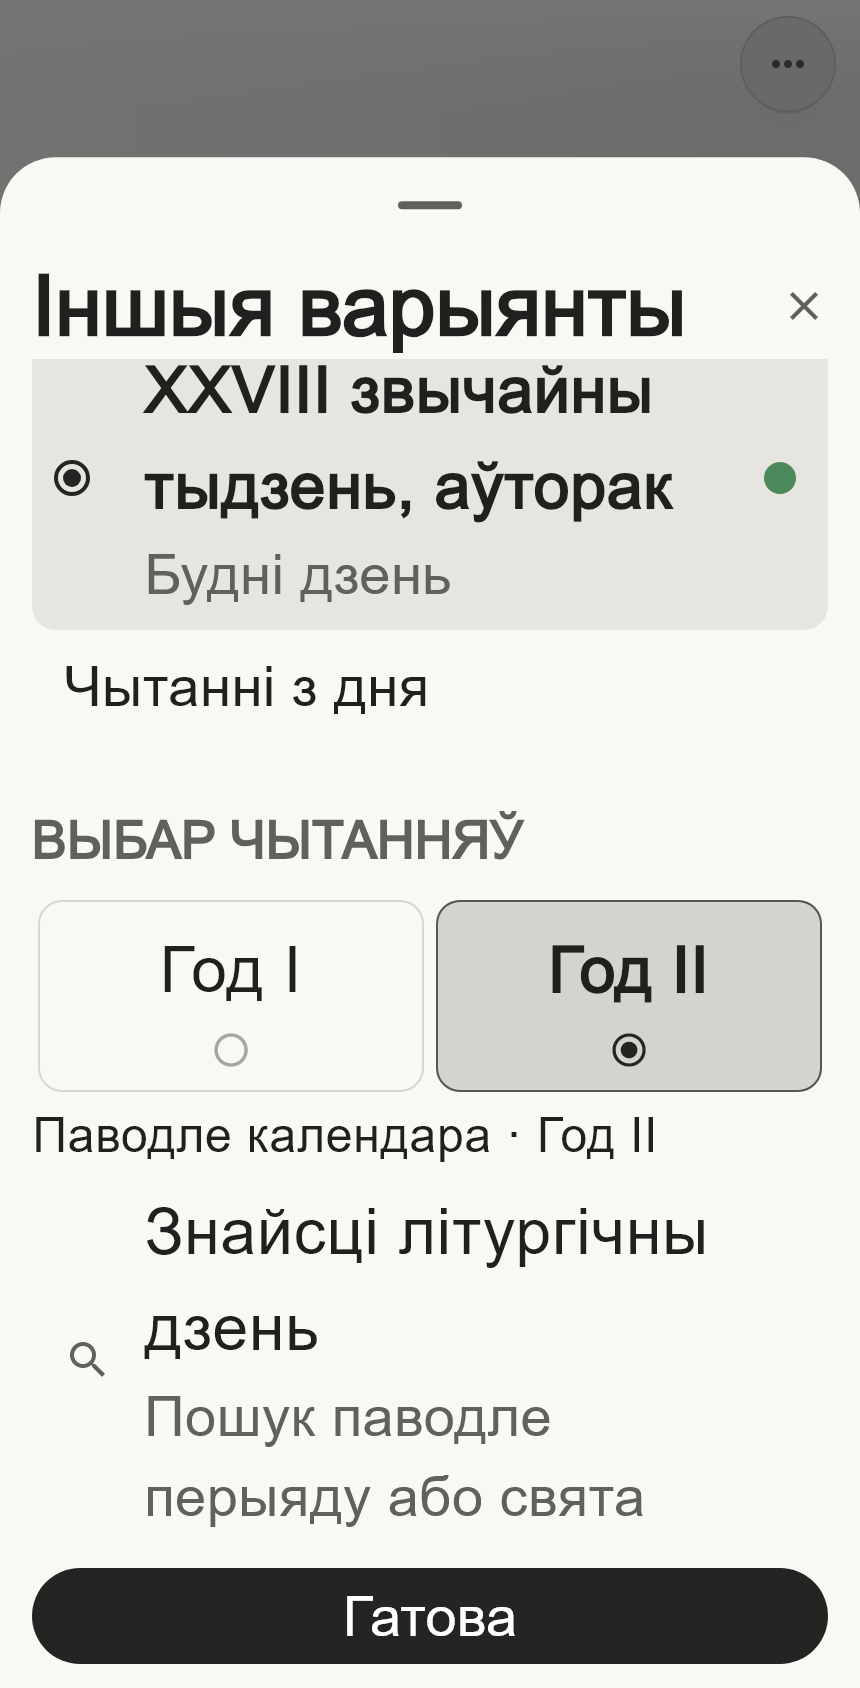 Іншыя варыянты
XXVIII звычайны
тыдзень, аўторак
Будні дзень
Чытанні з дня
ВЫБАР ЧЫТАННЯЎ
Год I
Год II
Паводле календара · Год II
Знайсці літургічны
дзень
Пошук паводле
перыяду або свята
Гатова